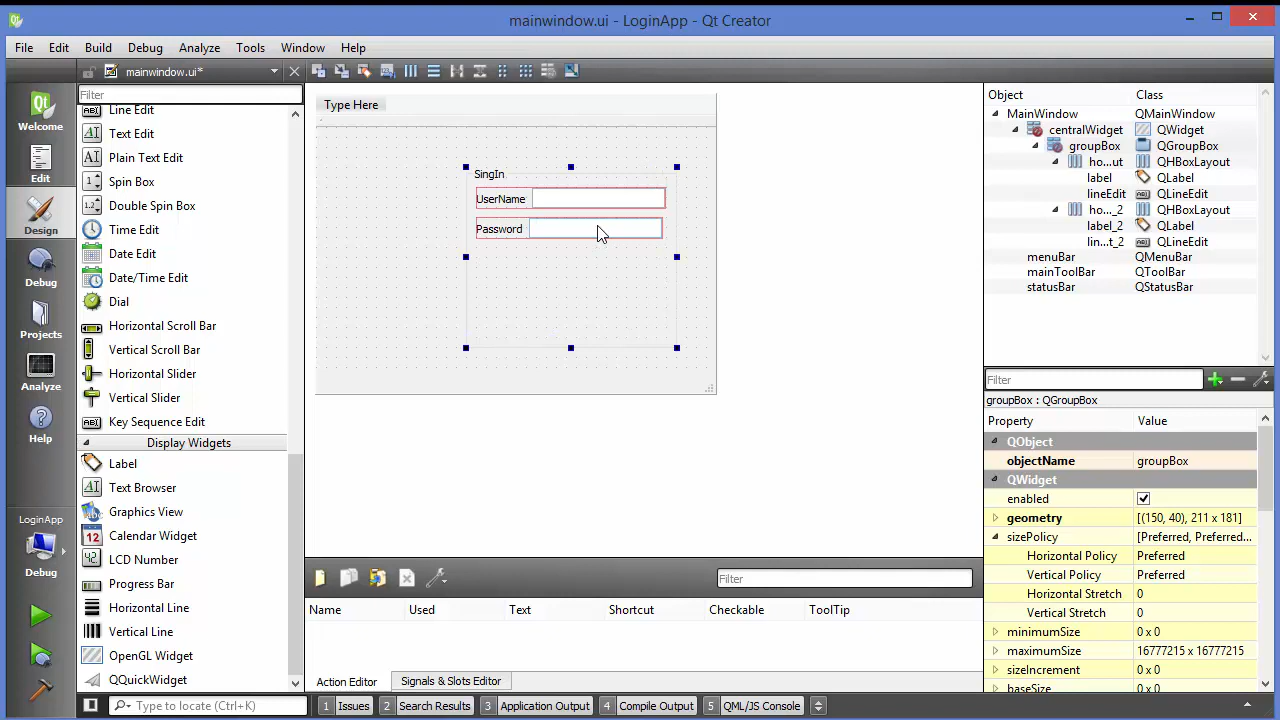 mainwindow.ui - LoginApp - Qt Creator
File Edit Build Debug Analyze Tools Window Help
mainwindow.ui*
Filter
Type Here
Object Class
MainWindow QMainWindow
centralWidget QWidget
groupBox QGroupBox
ho...ut QHBoxLayout
label QLabel
lineEdit QLineEdit
ho..._2 QHBoxLayout
label_2 QLabel
lin...t_2 QLineEdit
menuBar QMenuBar
mainToolBar QToolBar
statusBar QStatusBar
Welcome
Edit
Design
Debug
Projects
Analyze
Help
LoginApp
Debug
Line Edit
Text Edit
Plain Text Edit
Spin Box
Double Spin Box
Time Edit
Date Edit
Date/Time Edit
Dial
Horizontal Scroll Bar
Vertical Scroll Bar
Horizontal Slider
Vertical Slider
Key Sequence Edit
Display Widgets
Label
Text Browser
Graphics View
Calendar Widget
LCD Number
Progress Bar
Horizontal Line
Vertical Line
OpenGL Widget
QQuickWidget
SingIn
UserName
Password
Filter
groupBox : QGroupBox
Property Value
QObject
objectName groupBox
QWidget
enabled
geometry [(150, 40), 211 x 181]
sizePolicy [Preferred, Preferred...
Horizontal Policy Preferred
Vertical Policy Preferred
Horizontal Stretch 0
Vertical Stretch 0
minimumSize 0 x 0
maximumSize 16777215 x 16777215
sizeIncrement 0 x 0
baseSize 0 x 0
Filter
Name Used Text Shortcut Checkable ToolTip
Action Editor Signals & Slots Editor
Type to locate (Ctrl+K) 1 Issues 2 Search Results 3 Application Output 4 Compile Output 5 QML/JS Console